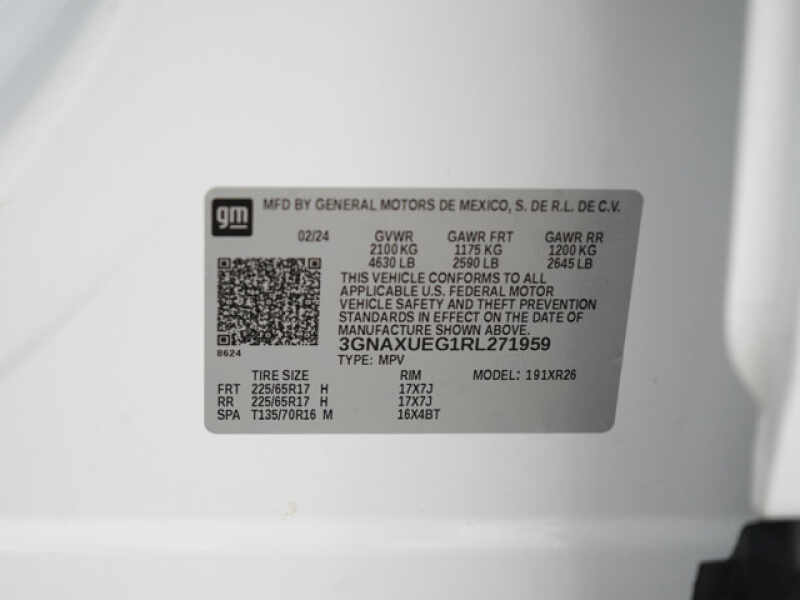 gm MFD BY GENERAL MOTORS DE MEXICO, S. DE R.L. DE C.V.
02/24 GVWR GAWR FRT GAWR RR
2100 KG 1175 KG 1200 KG
4630 LB 2590 LB 2645 LB
THIS VEHICLE CONFORMS TO ALL
APPLICABLE U.S. FEDERAL MOTOR
VEHICLE SAFETY AND THEFT PREVENTION
STANDARDS IN EFFECT ON THE DATE OF
MANUFACTURE SHOWN ABOVE.
8624 3GNAXUEG1RL271959
TYPE: MPV
TIRE SIZE RIM MODEL: 191XR26
FRT 225/65R17 H 17X7J
RR 225/65R17 H 17X7J
SPA T135/70R16 M 16X4BT